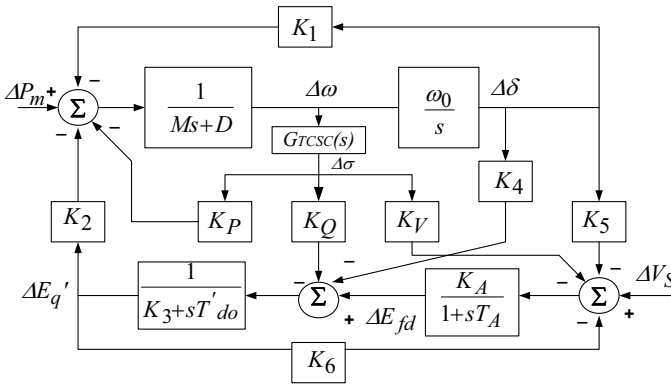 K1
−
ΔPm +
Σ
−
−
1
Ms+D
Δω
ω0
s
Δδ
GTCSC(s)
Δσ
K4
K2
KP
KQ
KV
K5
−
−
−
−
ΔEq'
1
K3+sT'do
Σ
+
ΔEfd
KA
1+sTA
−
Σ
−
+
ΔVS
K6